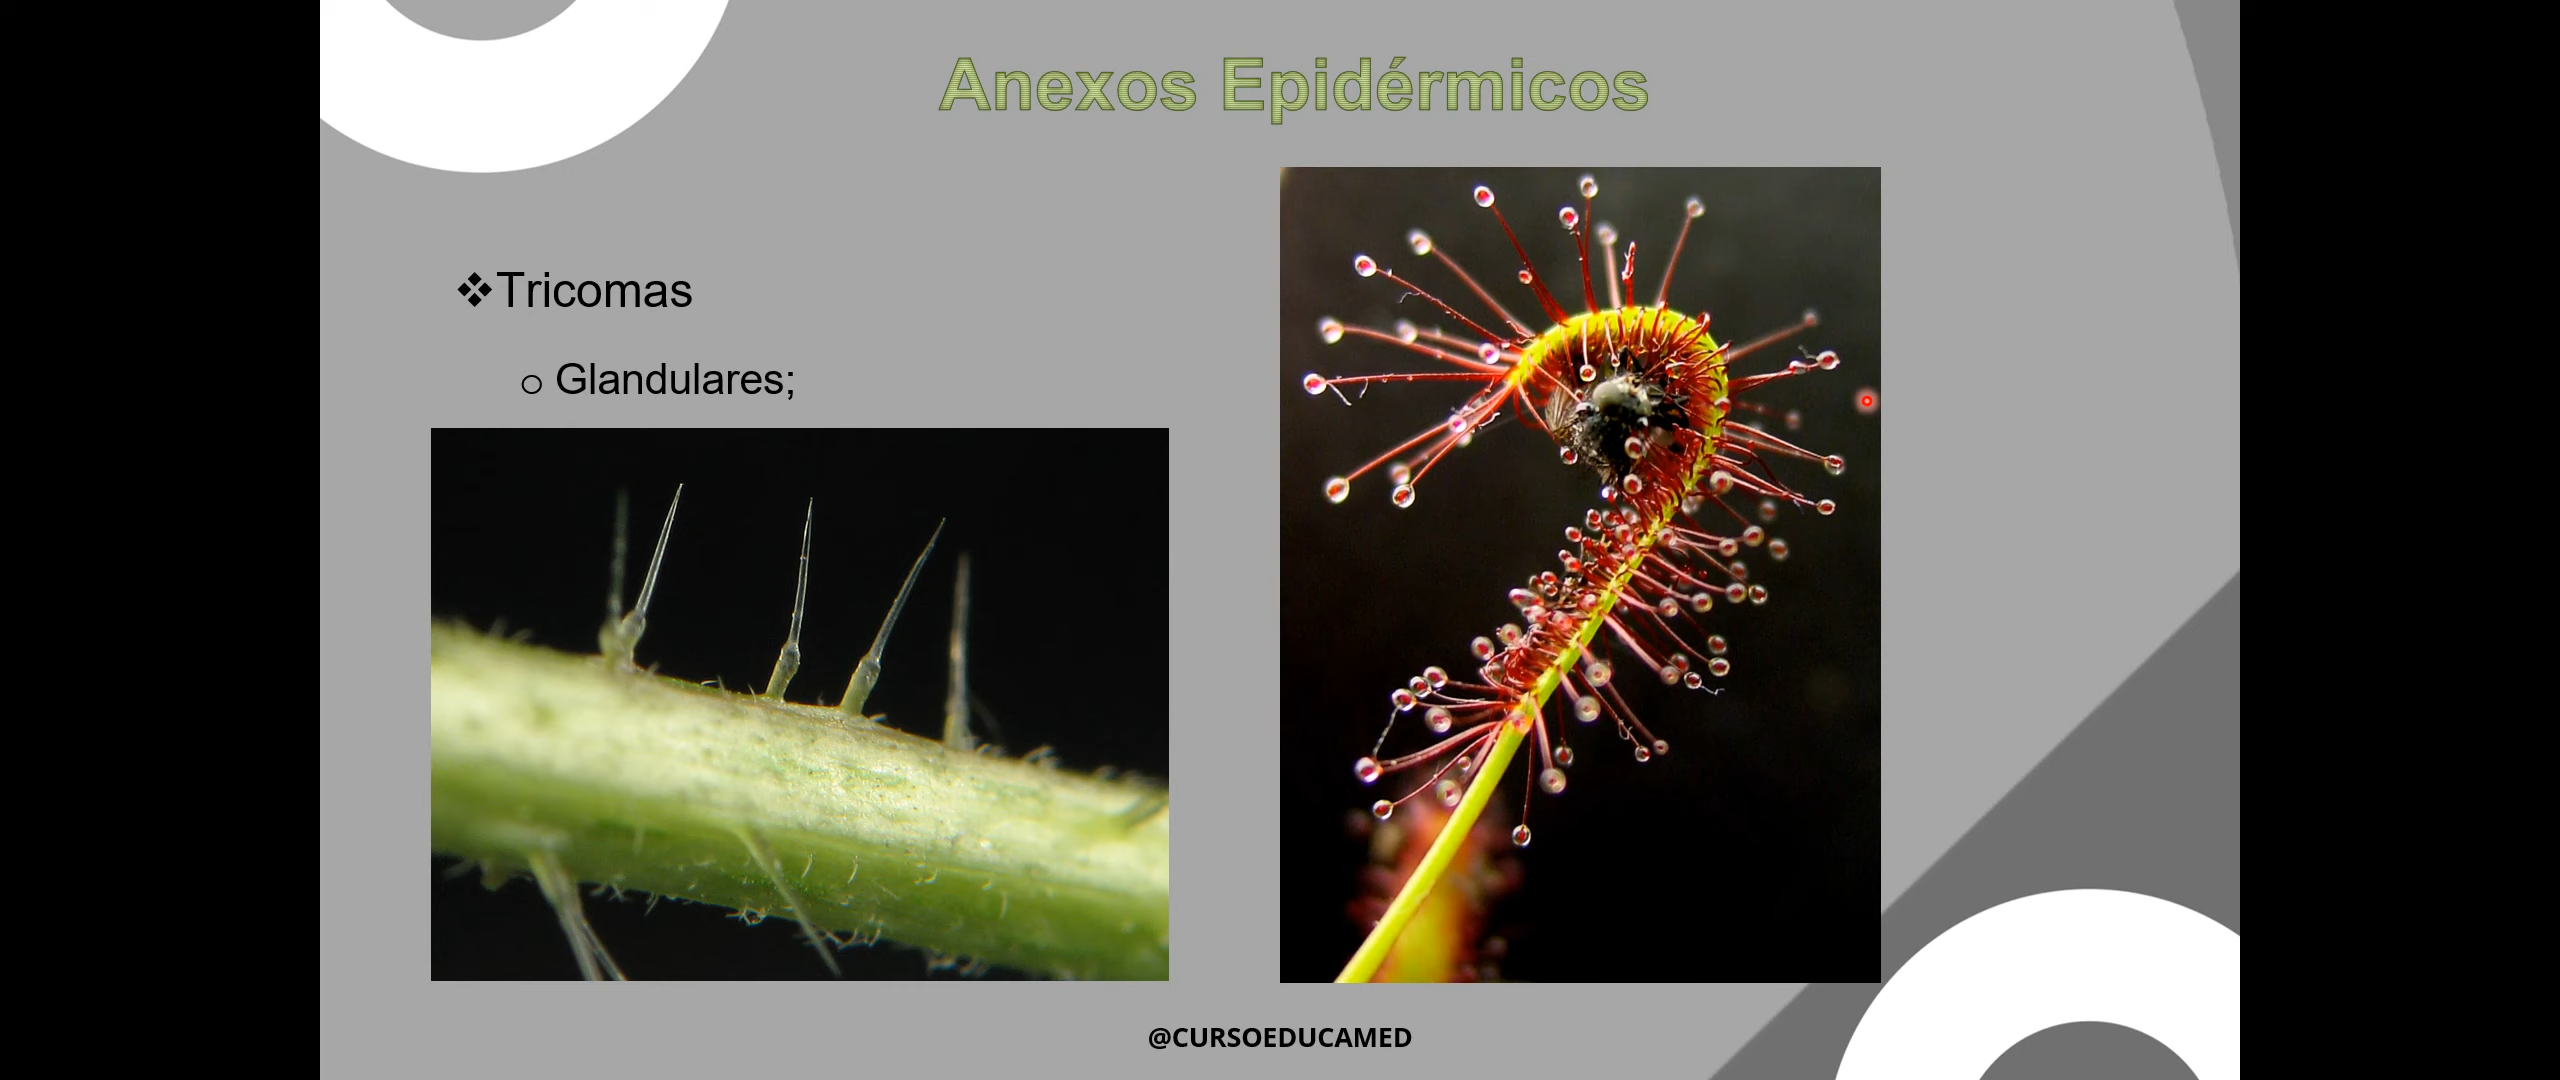 Anexos Epidérmicos
❖Tricomas
o Glandulares;
@CURSOEDUCAMED